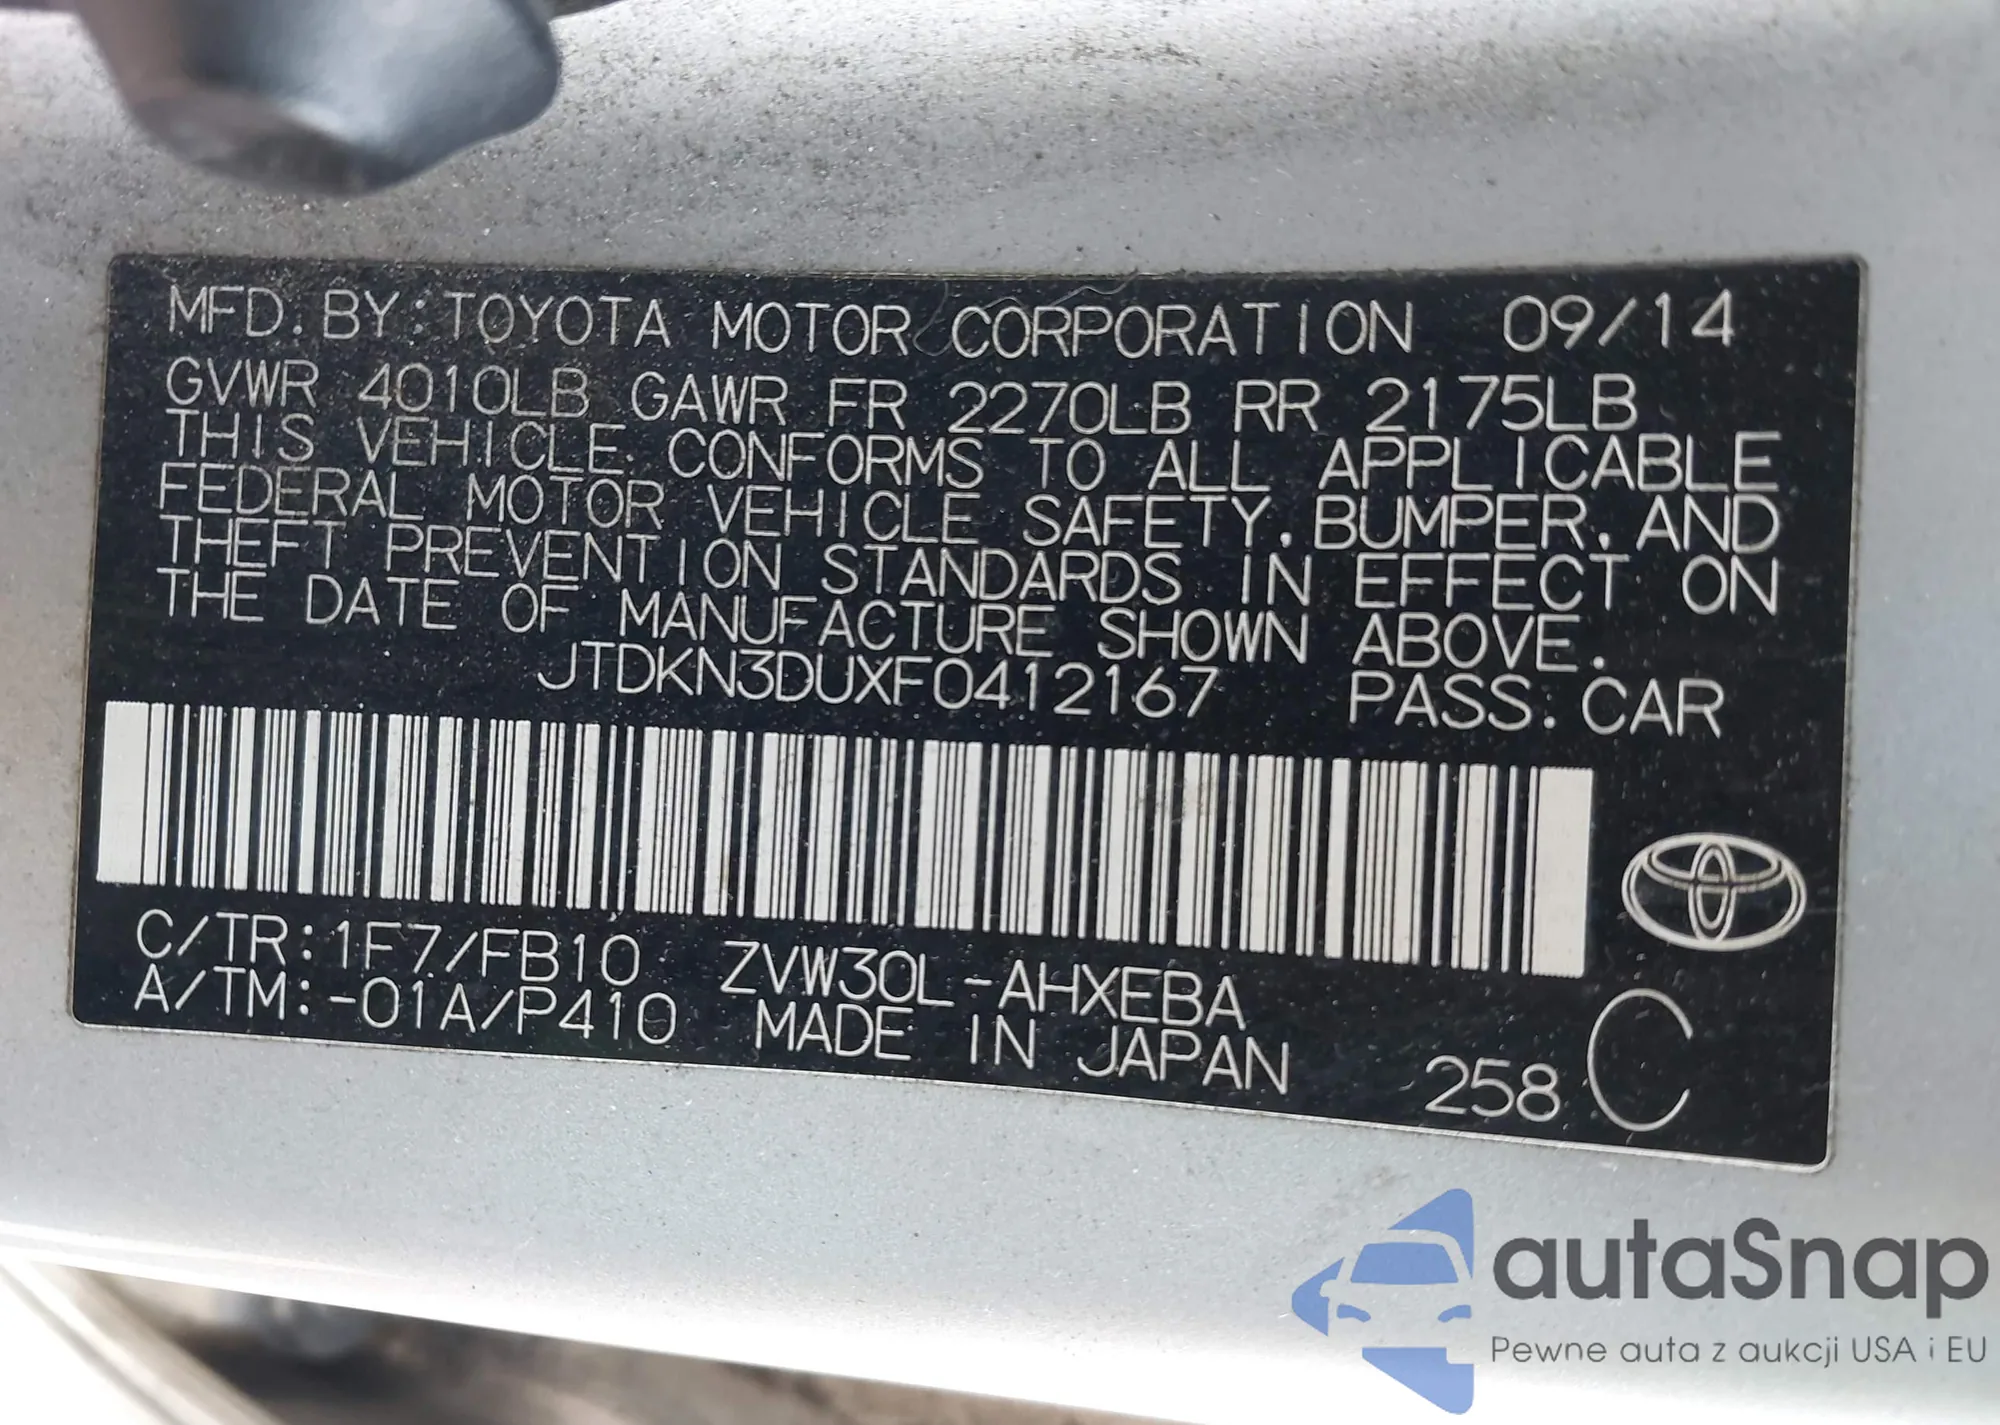 MFD. BY: TOYOTA MOTOR CORPORATION 09/14
GVWR 4010LB GAWR FR 2270LB RR 2175LB
THIS VEHICLE CONFORMS TO ALL APPLICABLE
FEDERAL MOTOR VEHICLE SAFETY, BUMPER, AND
THEFT PREVENTION STANDARDS IN EFFECT ON
THE DATE OF MANUFACTURE SHOWN ABOVE.
JTDKN3DUXF0412167 PASS. CAR
C/TR: 1F7/FB10 ZVW30L-AHXEBA
A/TM: -01A/P410 MADE IN JAPAN 258 C
autaSnap
Pewne auta z aukcji USA i EU